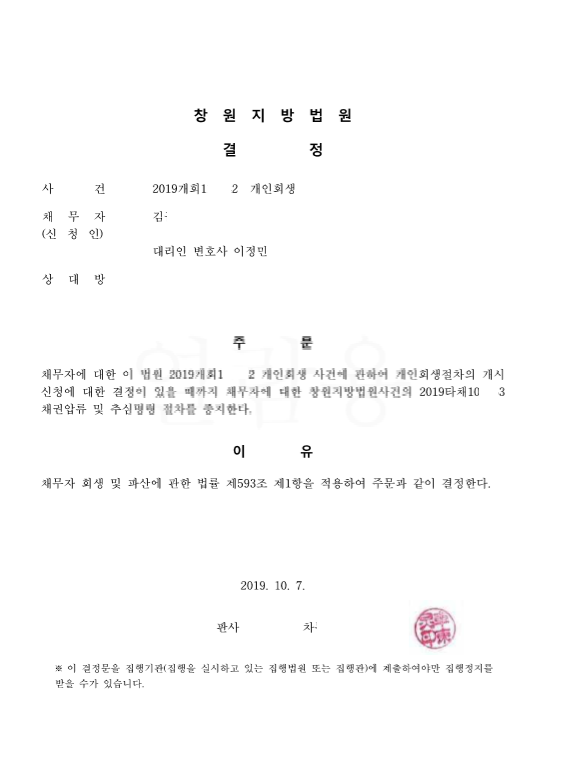 창 원 지 방 법 원
결 정
사 건 2019개회1 2 개인회생
채 무 자 김
(신 청 인)
대리인 변호사 이정민
상 대 방
주 문
채무자에 대한 이 법원 2019개회1 2 개인회생 사건에 관하여 개인회생절차의 개시
신청에 대한 결정이 있을 때까지 채무자에 대한 창원지방법원사건의 2019타채10 3
채권압류 및 추심명령 절차를 중지한다.
이 유
채무자 회생 및 파산에 관한 법률 제593조 제1항을 적용하여 주문과 같이 결정한다.
2019. 10. 7.
판사 차
※ 이 결정문을 집행기관(집행을 실시하고 있는 집행법원 또는 집행관)에 제출하여야만 집행정지를
받을 수가 있습니다.